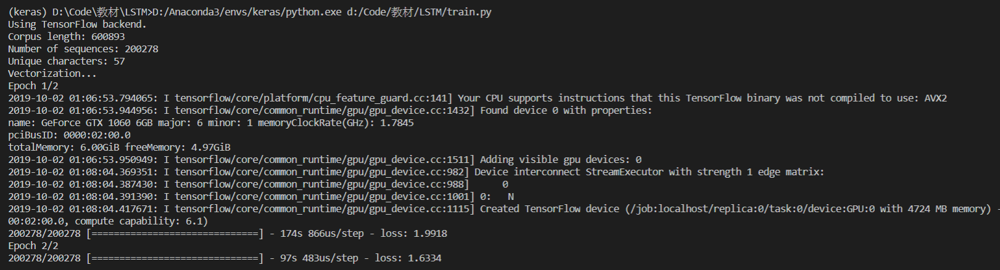 (keras) D:\Code\教材\LSTM>D:/Anaconda3/envs/keras/python.exe d:/Code/教材/LSTM/train.py
Using TensorFlow backend.
Corpus length: 600893
Number of sequences: 200278
Unique characters: 57
Vectorization...
Epoch 1/2
2019-10-02 01:06:53.794065: I tensorflow/core/platform/cpu_feature_guard.cc:141] Your CPU supports instructions that this TensorFlow binary was not compiled to use: AVX2
2019-10-02 01:06:53.944956: I tensorflow/core/common_runtime/gpu/gpu_device.cc:1432] Found device 0 with properties:
name: GeForce GTX 1060 6GB major: 6 minor: 1 memoryClockRate(GHz): 1.7845
pciBusID: 0000:02:00.0
totalMemory: 6.00GiB freeMemory: 4.97GiB
2019-10-02 01:06:53.950949: I tensorflow/core/common_runtime/gpu/gpu_device.cc:1511] Adding visible gpu devices: 0
2019-10-02 01:08:04.369351: I tensorflow/core/common_runtime/gpu/gpu_device.cc:982] Device interconnect StreamExecutor with strength 1 edge matrix:
2019-10-02 01:08:04.387430: I tensorflow/core/common_runtime/gpu/gpu_device.cc:988]      0
2019-10-02 01:08:04.391390: I tensorflow/core/common_runtime/gpu/gpu_device.cc:1001] 0:   N
2019-10-02 01:08:04.417671: I tensorflow/core/common_runtime/gpu/gpu_device.cc:1115] Created TensorFlow device (/job:localhost/replica:0/task:0/device:GPU:0 with 4724 MB memory) -
00:02:00.0, compute capability: 6.1)
200278/200278 [==============================] - 174s 866us/step - loss: 1.9918
Epoch 2/2
200278/200278 [==============================] - 97s 483us/step - loss: 1.6334